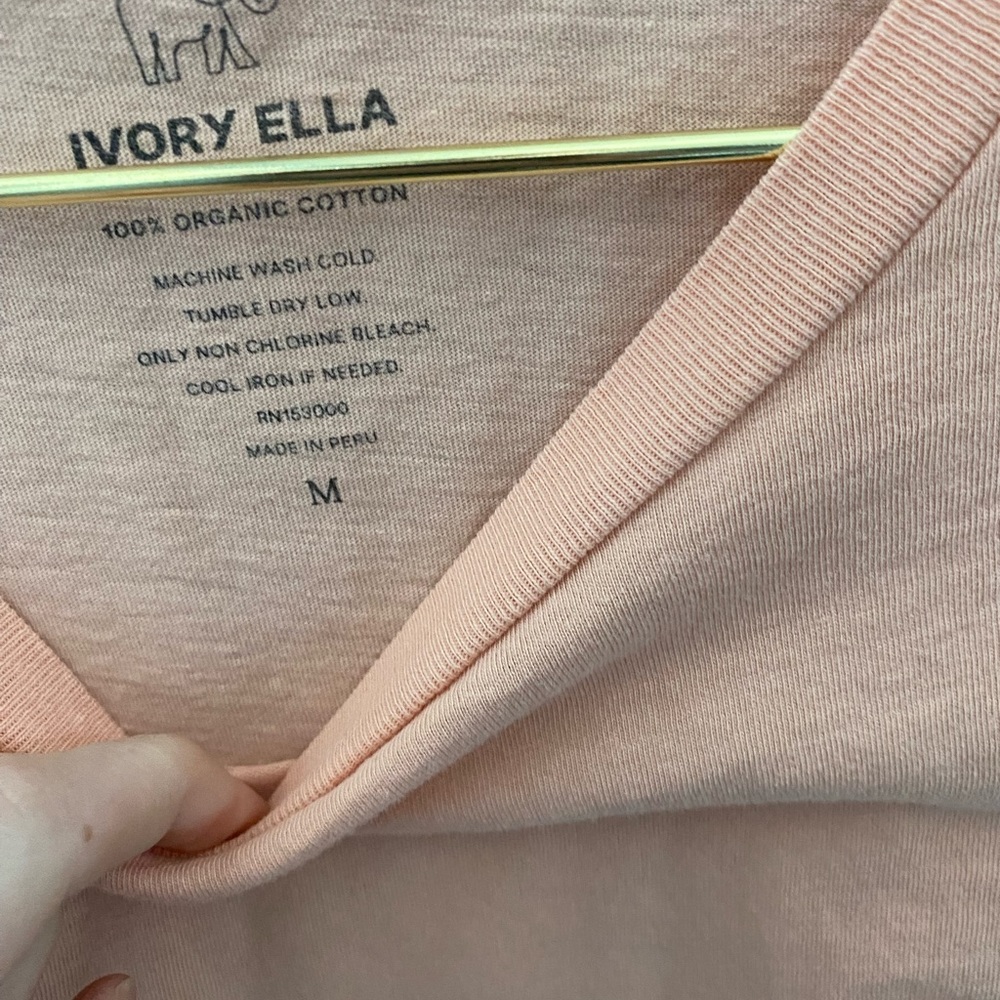 IVORY ELLA
100% ORGANIC COTTON
MACHINE WASH COLD.
TUMBLE DRY LOW.
ONLY NON CHLORINE BLEACH.
COOL IRON IF NEEDED.
RN153000
MADE IN PERU
M